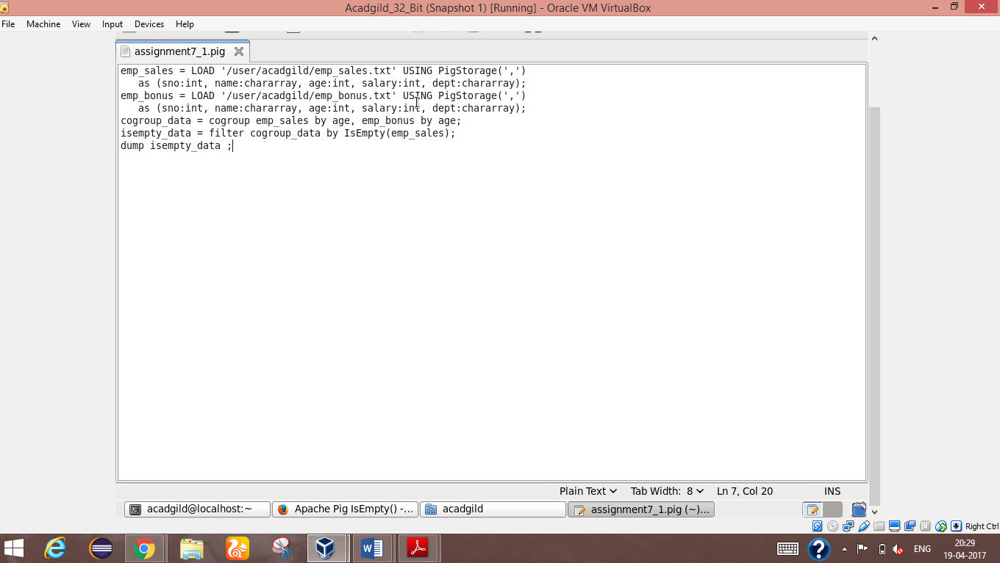 Acadgild_32_Bit (Snapshot 1) [Running] - Oracle VM VirtualBox
File Machine View Input Devices Help
assignment7_1.pig
emp_sales = LOAD '/user/acadgild/emp_sales.txt' USING PigStorage(',')
as (sno:int, name:chararray, age:int, salary:int, dept:chararray);
emp_bonus = LOAD '/user/acadgild/emp_bonus.txt' USING PigStorage(',')
as (sno:int, name:chararray, age:int, salary:int, dept:chararray);
cogroup_data = cogroup emp_sales by age, emp_bonus by age;
isempty_data = filter cogroup_data by IsEmpty(emp_sales);
dump isempty_data ;
Plain Text Tab Width: 8 Ln 7, Col 20 INS
acadgild@localhost:~ Apache Pig IsEmpty() -... acadgild assignment7_1.pig (~)...
Right Ctrl
ENG 20:29
19-04-2017